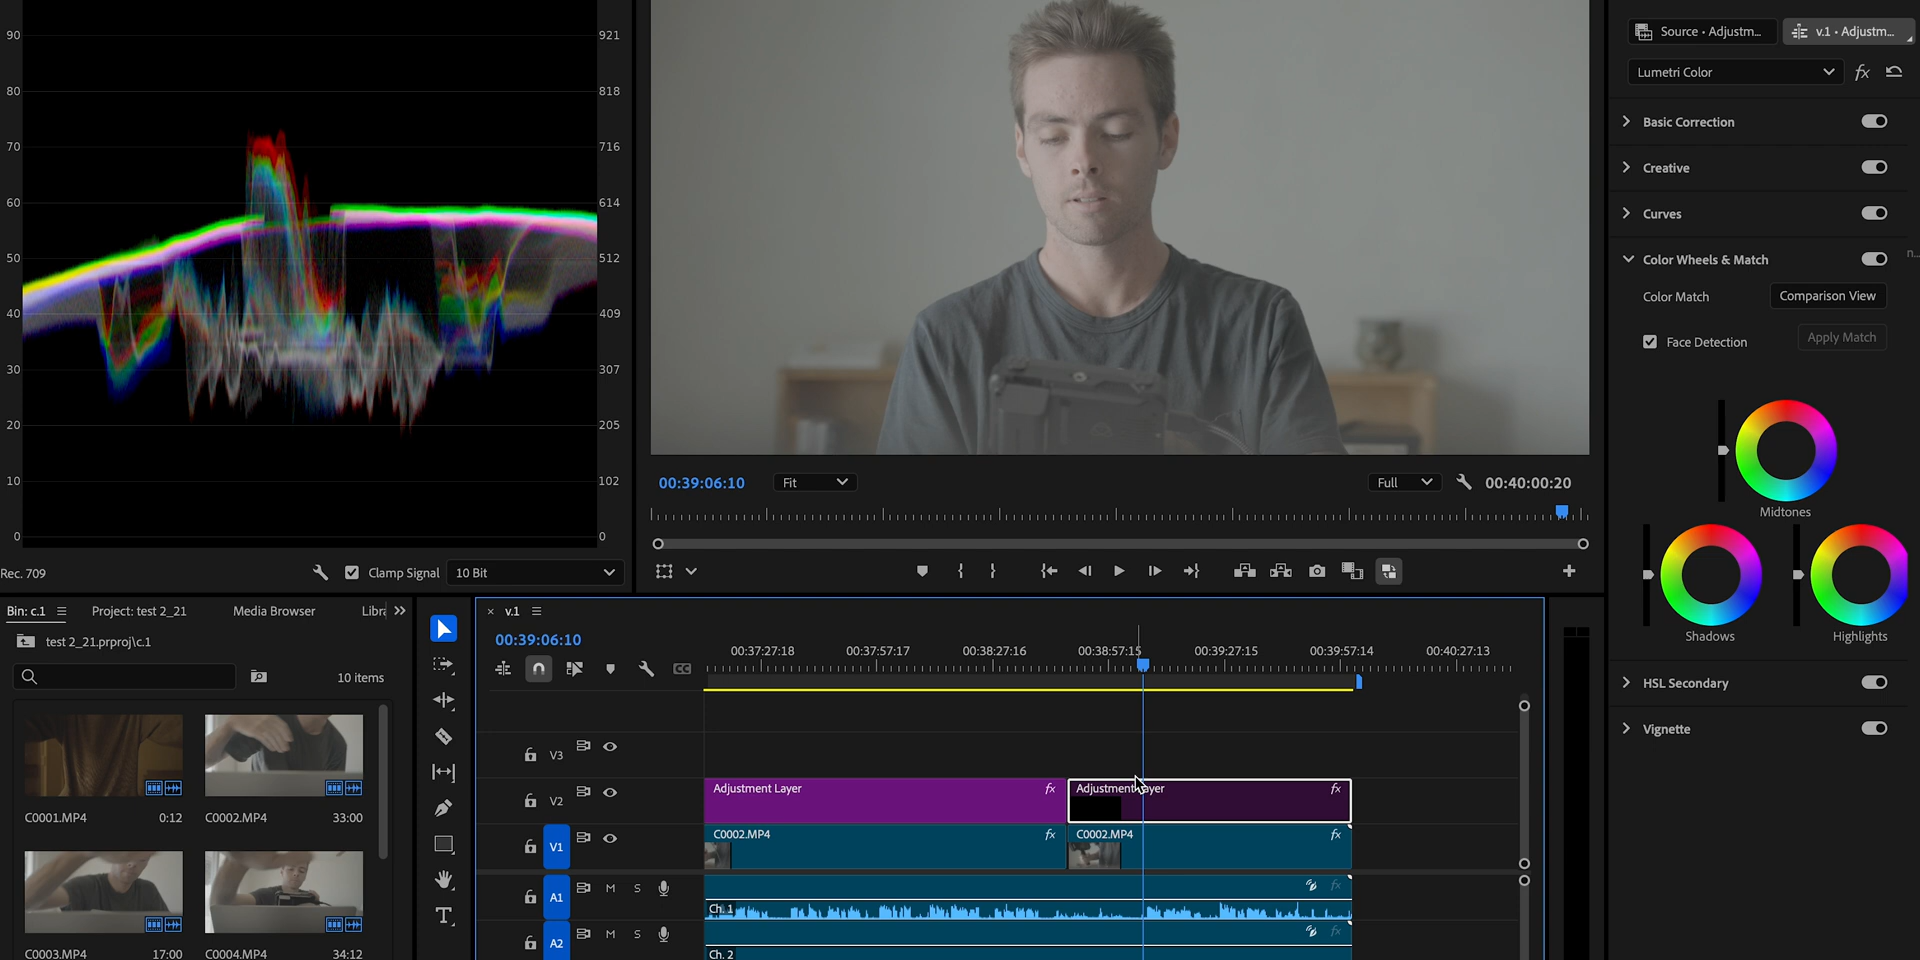 90
921
80
818
70
716
60
614
50
512
40
409
30
307
20
205
10
102
0
0
Rec. 709
Clamp Signal
10 Bit
00:39:06:10
Fit
Full
00:40:00:20
Source • Adjustm...
v.1 • Adjustm...
Lumetri Color
fx
Basic Correction
Creative
Curves
Color Wheels & Match
n...
Color Match
Comparison View
Face Detection
Apply Match
Midtones
Shadows
Highlights
HSL Secondary
Vignette
Bin: c.1
Project: test 2_21
Media Browser
Libra
test 2_21.prproj\c.1
10 items
C0001.MP4
0:12
C0002.MP4
33:00
C0003.MP4
17:00
C0004.MP4
34:12
T
× v.1
00:39:06:10
CC
00:37:27:18
00:37:57:17
00:38:27:16
00:38:57:15
00:39:27:15
00:39:57:14
00:40:27:13
V3
V2
Adjustment Layer
fx
Adjustment Layer
fx
V1
C0002.MP4
fx
C0002.MP4
fx
A1
M
S
fx
Ch. 1
A2
M
S
fx
Ch. 2